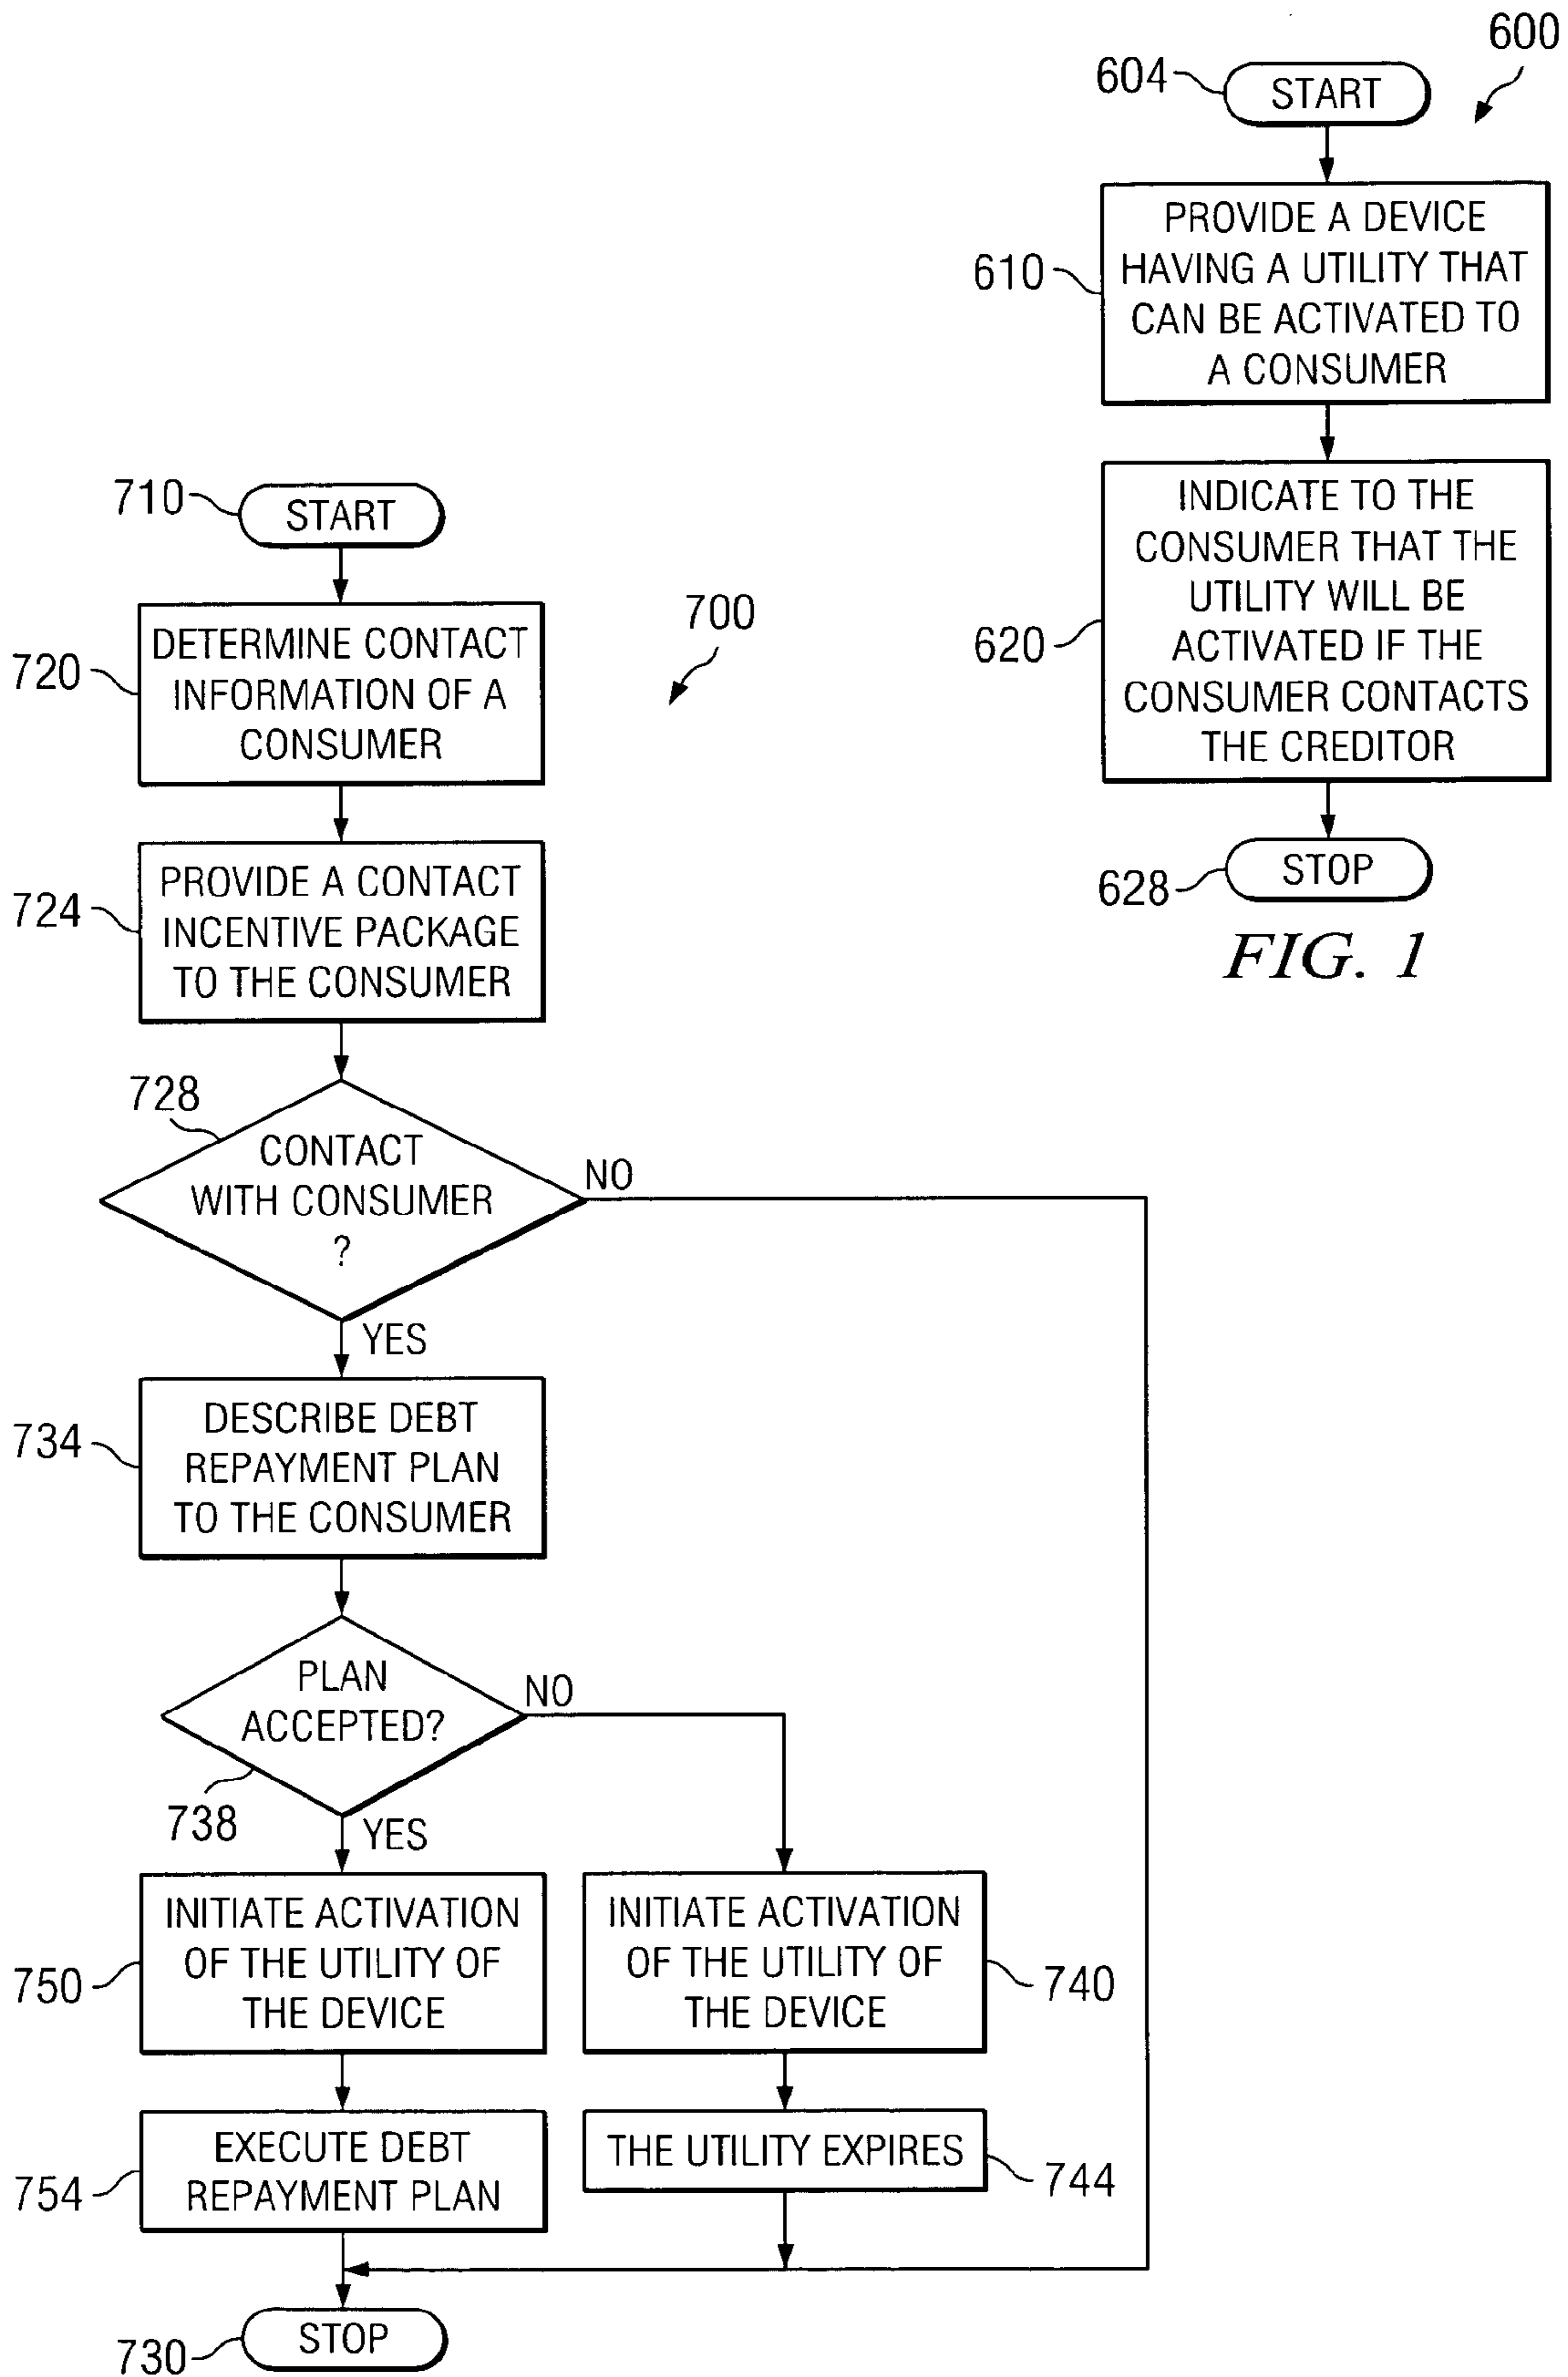 600
604
START
610
PROVIDE A DEVICE
HAVING A UTILITY THAT
CAN BE ACTIVATED TO
A CONSUMER
620
INDICATE TO THE
CONSUMER THAT THE
UTILITY WILL BE
ACTIVATED IF THE
CONSUMER CONTACTS
THE CREDITOR
628
STOP
FIG. 1
700
710
START
720
DETERMINE CONTACT
INFORMATION OF A
CONSUMER
724
PROVIDE A CONTACT
INCENTIVE PACKAGE
TO THE CONSUMER
728
CONTACT
WITH CONSUMER
?
NO
YES
734
DESCRIBE DEBT
REPAYMENT PLAN
TO THE CONSUMER
PLAN
ACCEPTED?
NO
738
YES
750
INITIATE ACTIVATION
OF THE UTILITY OF
THE DEVICE
INITIATE ACTIVATION
OF THE UTILITY OF
THE DEVICE
740
754
EXECUTE DEBT
REPAYMENT PLAN
THE UTILITY EXPIRES
744
730
STOP